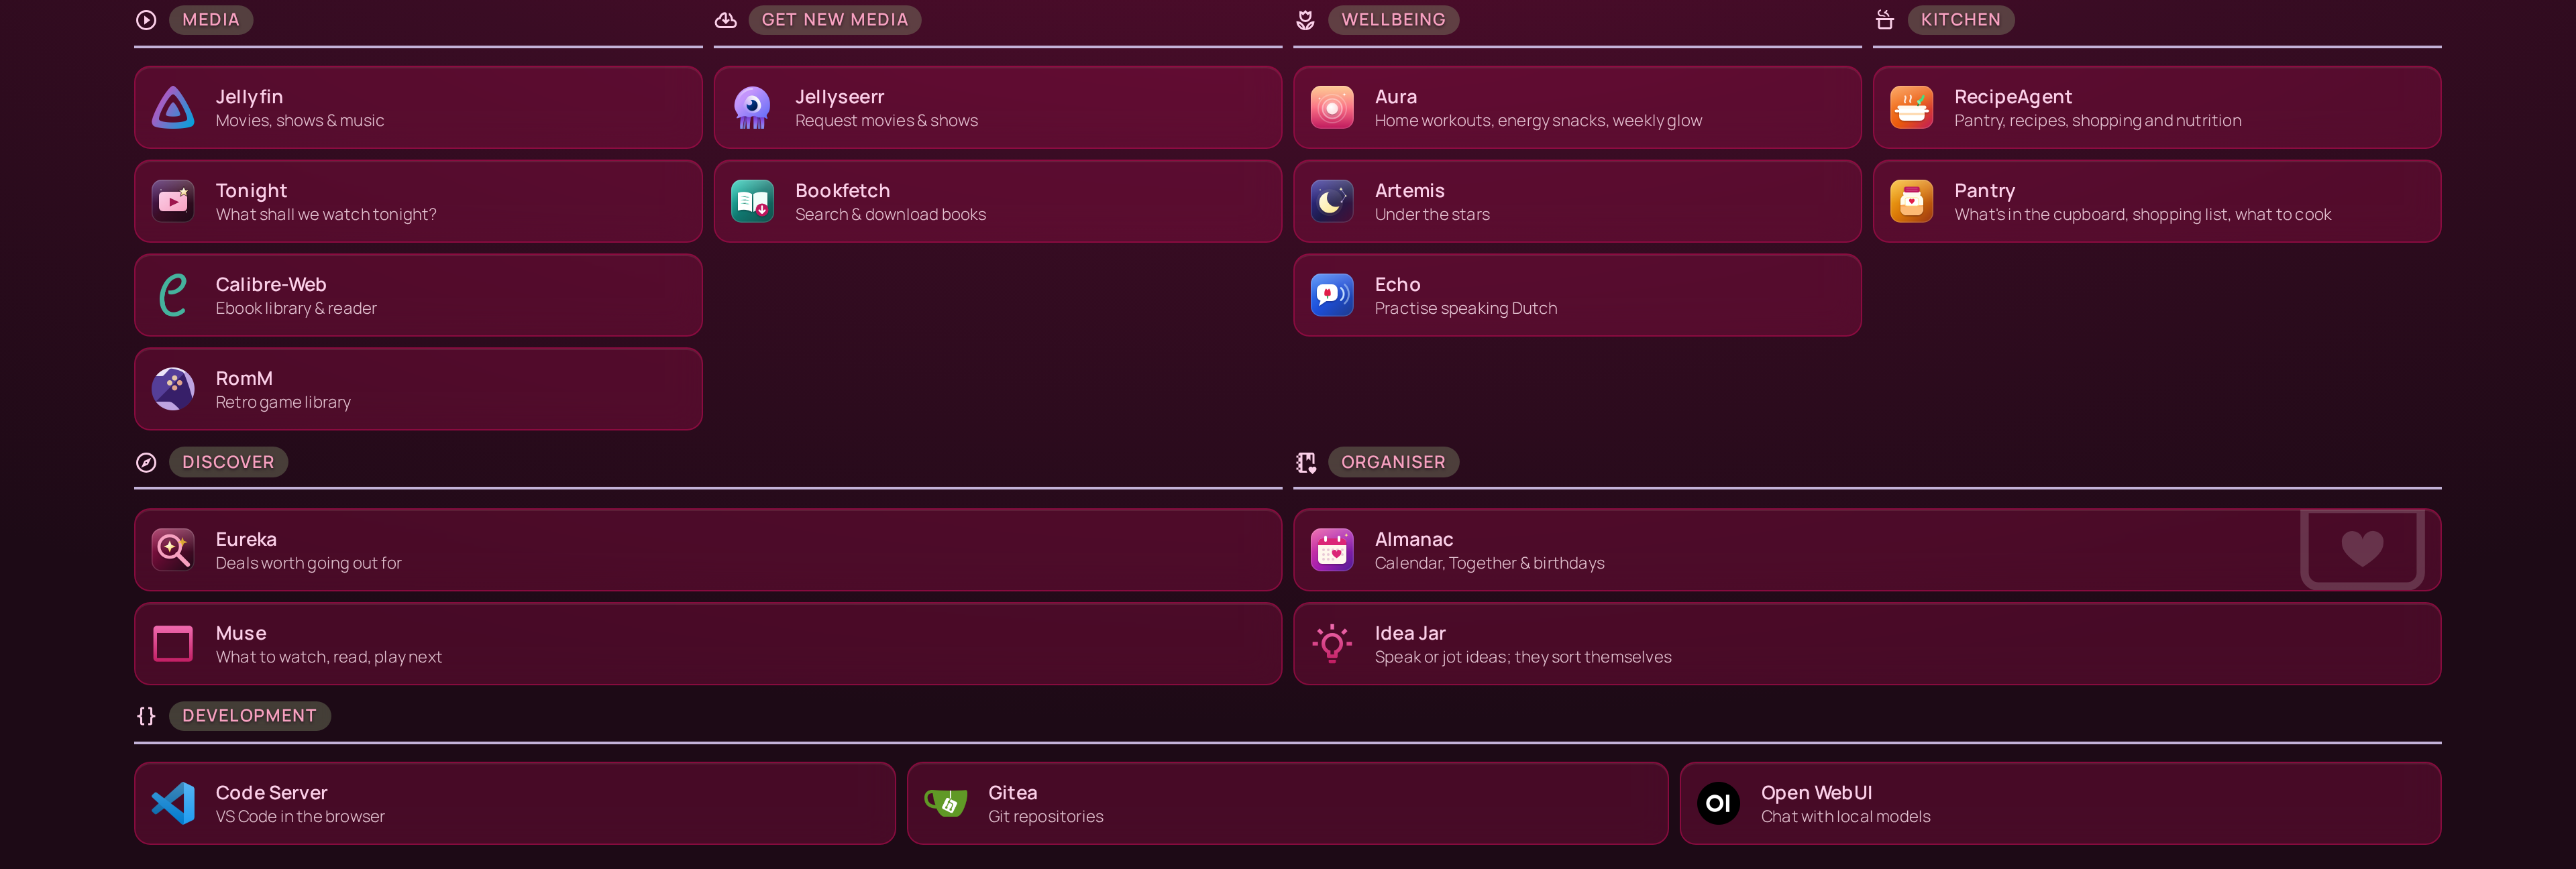 MEDIA
Jellyfin
Movies, shows & music
Tonight
What shall we watch tonight?
Calibre-Web
Ebook library & reader
RomM
Retro game library
GET NEW MEDIA
Jellyseerr
Request movies & shows
Bookfetch
Search & download books
WELLBEING
Aura
Home workouts, energy snacks, weekly glow
Artemis
Under the stars
Echo
Practise speaking Dutch
KITCHEN
RecipeAgent
Pantry, recipes, shopping and nutrition
Pantry
What's in the cupboard, shopping list, what to cook
DISCOVER
Eureka
Deals worth going out for
Muse
What to watch, read, play next
ORGANISER
Almanac
Calendar, Together & birthdays
Idea Jar
Speak or jot ideas; they sort themselves
DEVELOPMENT
Code Server
VS Code in the browser
Gitea
Git repositories
OI
Open WebUI
Chat with local models